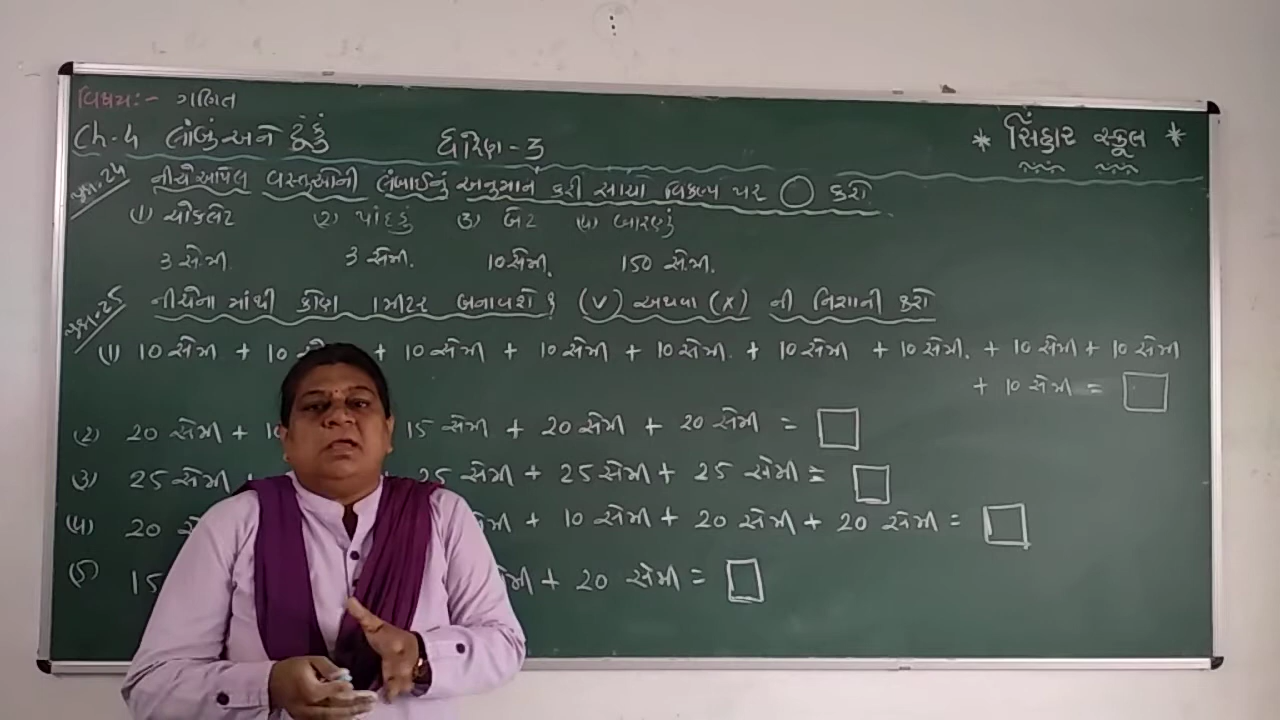 વિષય:- ગણિત
Ch-4 લાંબું અને ટૂંકું ધોરણ - 3 * સિંહાર સ્કૂલ *
પ્રશ્ન.24 નીચે આપેલ વસ્તુઓની લંબાઈનું અનુમાન કરી સાચા વિકલ્પ પર ◯ કરો
(1) ચોકલેટ (2) પાંદડું (3) બેટ (4) બારણું
3 સે.મી. 3 સેમી. 10 સેમી. 150 સે.મી.
પ્રશ્ન.25 નીચેના માંથી કોણ 1 મીટર બનાવશે? (√) અથવા (X) ની નિશાની કરો
(1) 10 સેમી + 10 + 10 સેમી + 10 સેમી + 10 સેમી. + 10 સેમી + 10 સેમી. + 10 સેમી + 10 સેમી
+ 10 સેમી = □
(2) 20 સેમી + 15 સેમી + 20 સેમી + 20 સેમી = □
(3) 25 સેમી 25 સેમી + 25 સેમી + 25 સેમી = □
(4) 20 + 10 સેમી + 20 સેમી + 20 સેમી = □
(5) 15 + 20 સેમી = □